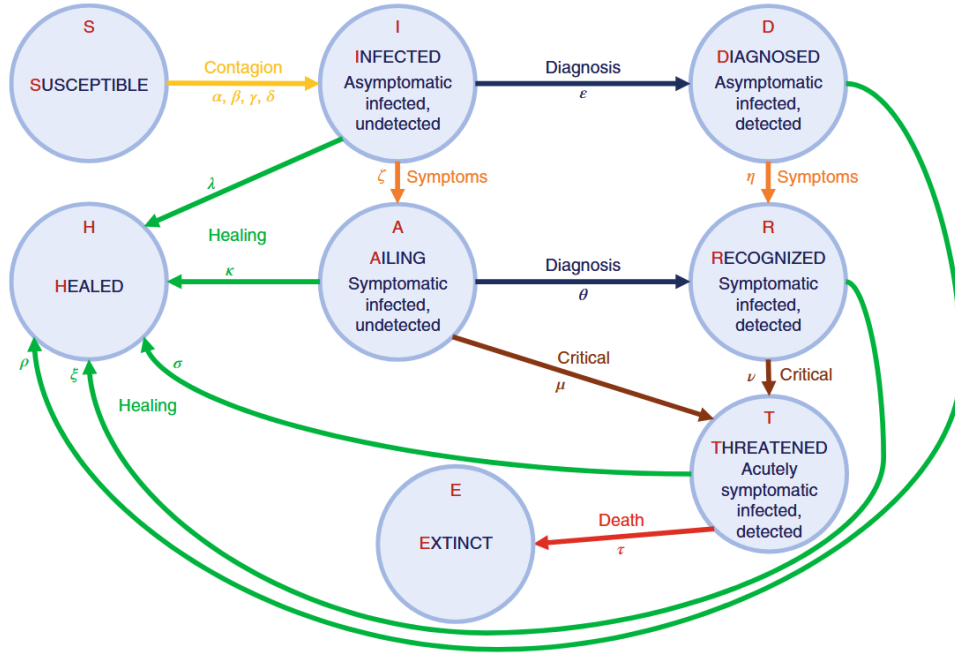 S
SUSCEPTIBLE
Contagion
α, β, γ, δ
I
INFECTED
Asymptomatic
infected,
undetected
Diagnosis
ε
D
DIAGNOSED
Asymptomatic
infected,
detected
λ
ζ Symptoms
η Symptoms
H
HEALED
Healing
κ
A
AILING
Symptomatic
infected,
undetected
Diagnosis
θ
R
RECOGNIZED
Symptomatic
infected,
detected
ρ
ξ
σ
Healing
Critical
μ
ν Critical
T
THREATENED
Acutely
symptomatic
infected,
detected
E
EXTINCT
Death
τ